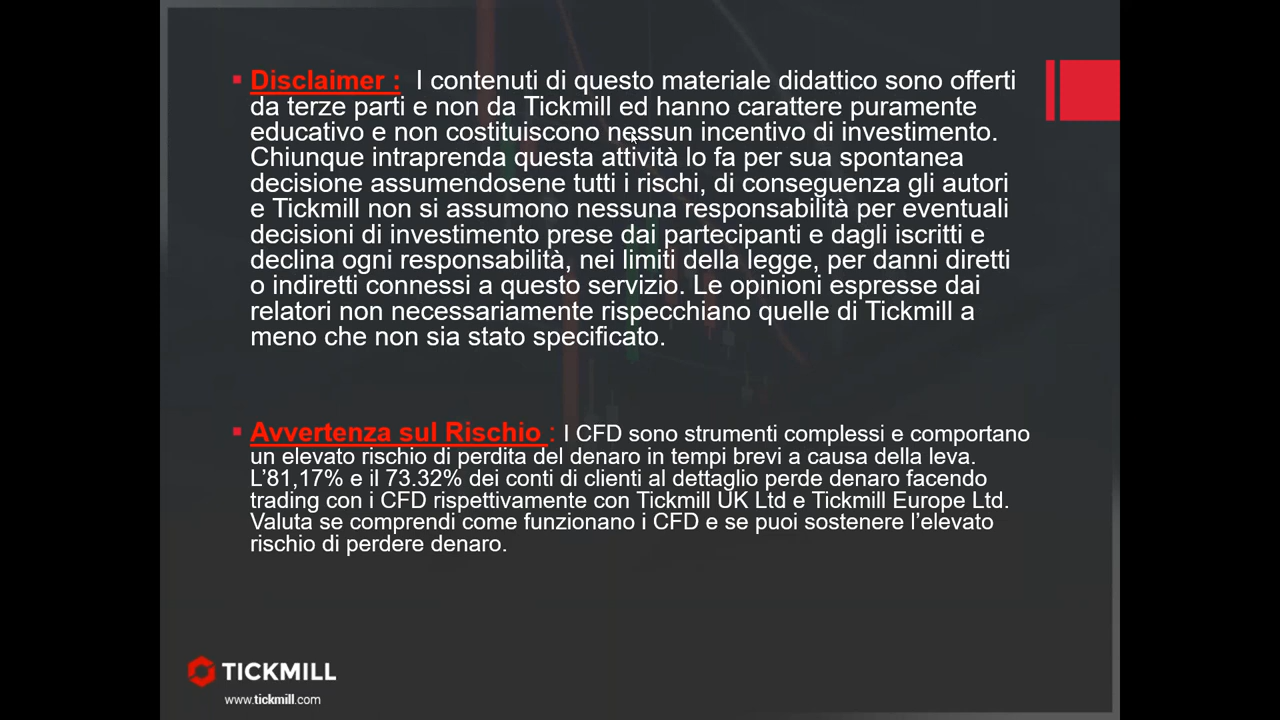 Disclaimer : I contenuti di questo materiale didattico sono offerti
da terze parti e non da Tickmill ed hanno carattere puramente
educativo e non costituiscono nessun incentivo di investimento.
Chiunque intraprenda questa attività lo fa per sua spontanea
decisione assumendosene tutti i rischi, di conseguenza gli autori
e Tickmill non si assumono nessuna responsabilità per eventuali
decisioni di investimento prese dai partecipanti e dagli iscritti e
declina ogni responsabilità, nei limiti della legge, per danni diretti
o indiretti connessi a questo servizio. Le opinioni espresse dai
relatori non necessariamente rispecchiano quelle di Tickmill a
meno che non sia stato specificato.
Avvertenza sul Rischio : I CFD sono strumenti complessi e comportano
un elevato rischio di perdita del denaro in tempi brevi a causa della leva.
L’81,17% e il 73.32% dei conti di clienti al dettaglio perde denaro facendo
trading con i CFD rispettivamente con Tickmill UK Ltd e Tickmill Europe Ltd.
Valuta se comprendi come funzionano i CFD e se puoi sostenere l’elevato
rischio di perdere denaro.
TICKMILL
www.tickmill.com